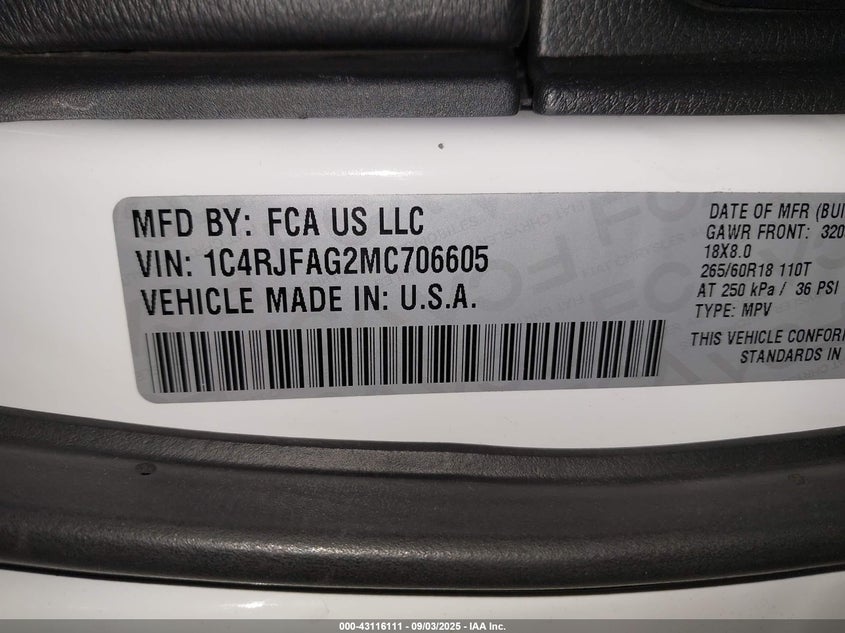 MFD BY: FCA US LLC
VIN: 1C4RJFAG2MC706605
VEHICLE MADE IN: U.S.A.
DATE OF MFR (BUI
GAWR FRONT: 320
18X8.0
265/60R18 110T
AT 250 kPa / 36 PSI
TYPE: MPV
THIS VEHICLE CONFOR
STANDARDS IN
000-43116111 - 09/03/2025 - IAA Inc.